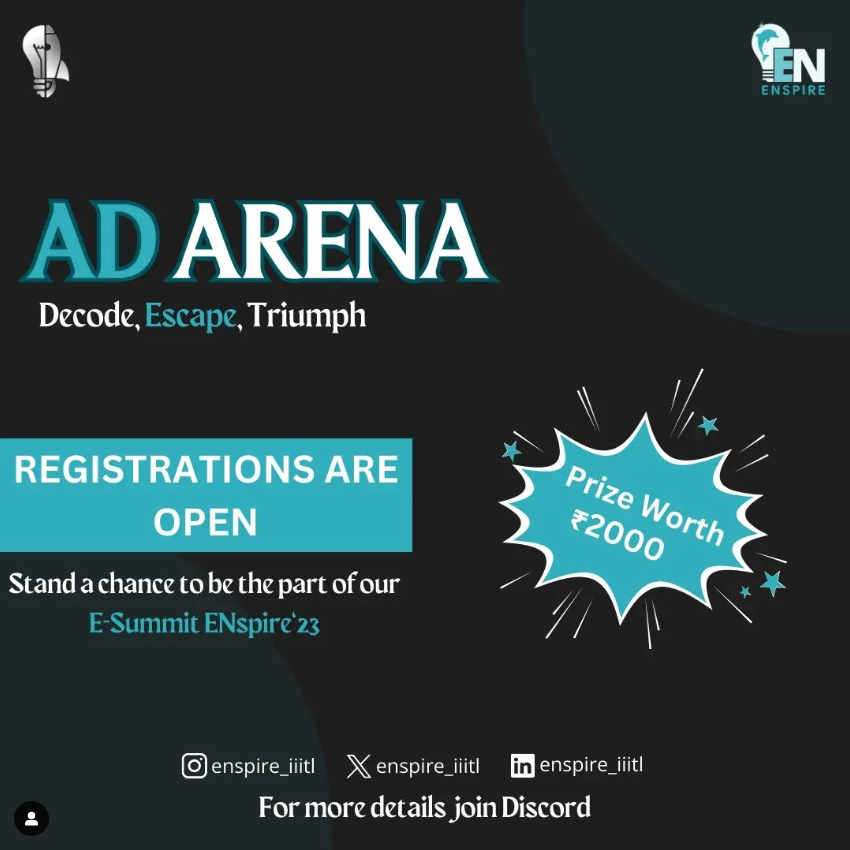 EN
ENSPIRE
AD ARENA
Decode, Escape, Triumph
REGISTRATIONS ARE
OPEN
Prize Worth
₹2000
Stand a chance to be the part of our
E-Summit ENspire'23
enspire_iiitl enspire_iiitl enspire_iiitl
For more details join Discord